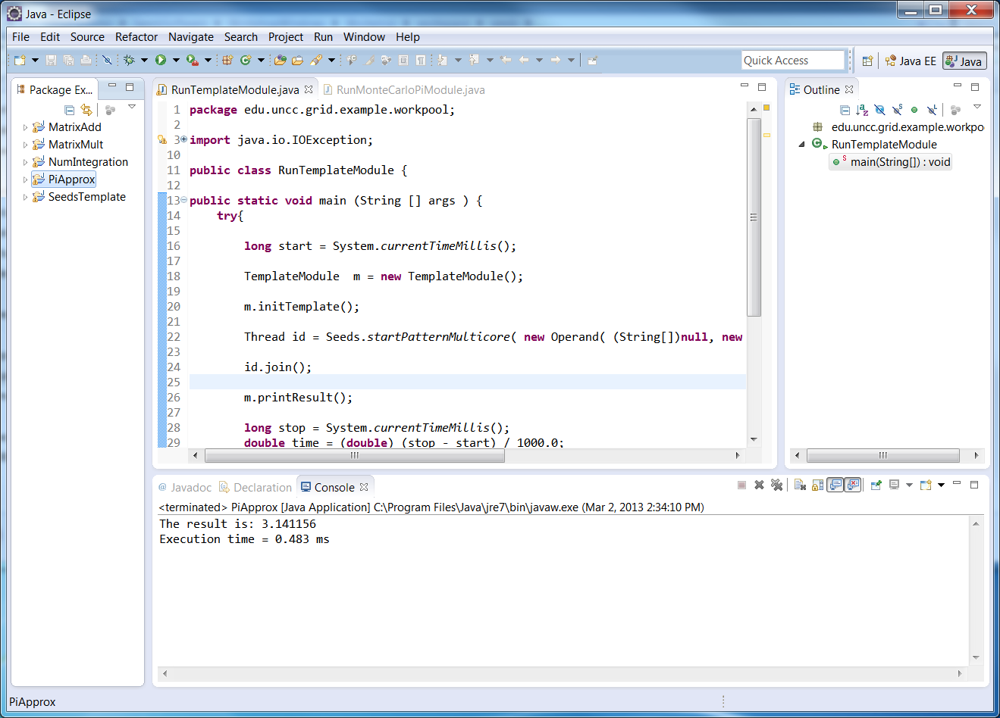 Java - Eclipse
File Edit Source Refactor Navigate Search Project Run Window Help
Quick Access
Java EE
Java
Package Ex...
MatrixAdd
MatrixMult
NumIntegration
PiApprox
SeedsTemplate
RunTemplateModule.java
RunMonteCarloPiModule.java
1 package edu.uncc.grid.example.workpool;
2
3 import java.io.IOException;
10
11 public class RunTemplateModule {
12
13 public static void main (String [] args ) {
14 try{
15
16 long start = System.currentTimeMillis();
17
18 TemplateModule  m = new TemplateModule();
19
20 m.initTemplate();
21
22 Thread id = Seeds.startPatternMulticore( new Operand( (String[])null, new
23
24 id.join();
25
26 m.printResult();
27
28 long stop = System.currentTimeMillis();
29 double time = (double) (stop - start) / 1000.0;
Outline
edu.uncc.grid.example.workpo
RunTemplateModule
S main(String[]) : void
@ Javadoc Declaration Console
<terminated> PiApprox [Java Application] C:\Program Files\Java\jre7\bin\javaw.exe (Mar 2, 2013 2:34:10 PM)
The result is: 3.141156
Execution time = 0.483 ms
PiApprox